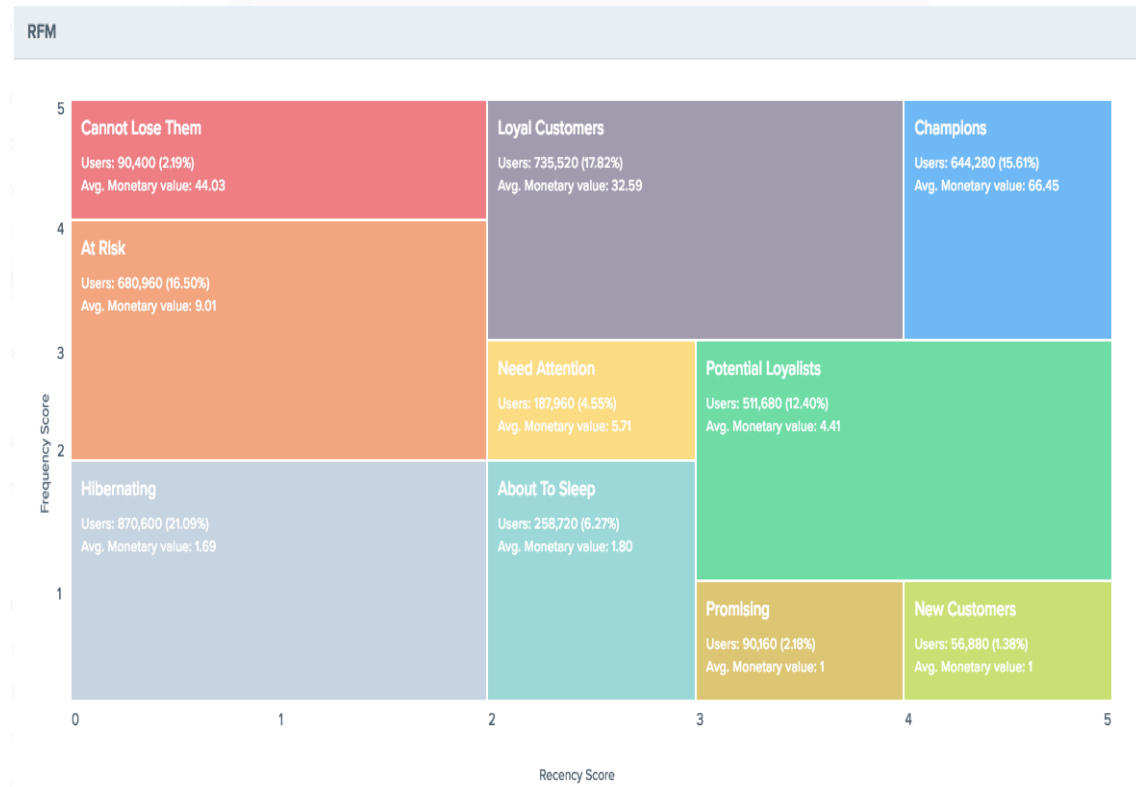 RFM
5
4
3
2
1
Frequency Score
Cannot Lose Them
Users: 90,400 (2.19%)
Avg. Monetary value: 44.03
Loyal Customers
Users: 735,520 (17.82%)
Avg. Monetary value: 32.59
Champions
Users: 644,280 (15.61%)
Avg. Monetary value: 66.45
At Risk
Users: 680,960 (16.50%)
Avg. Monetary value: 9.01
Need Attention
Users: 187,960 (4.55%)
Avg. Monetary value: 5.71
Potential Loyalists
Users: 511,680 (12.40%)
Avg. Monetary value: 4.41
Hibernating
Users: 870,600 (21.09%)
Avg. Monetary value: 1.69
About To Sleep
Users: 258,720 (6.27%)
Avg. Monetary value: 1.80
Promising
Users: 90,160 (2.18%)
Avg. Monetary value: 1
New Customers
Users: 56,880 (1.38%)
Avg. Monetary value: 1
0
1
2
3
4
5
Recency Score